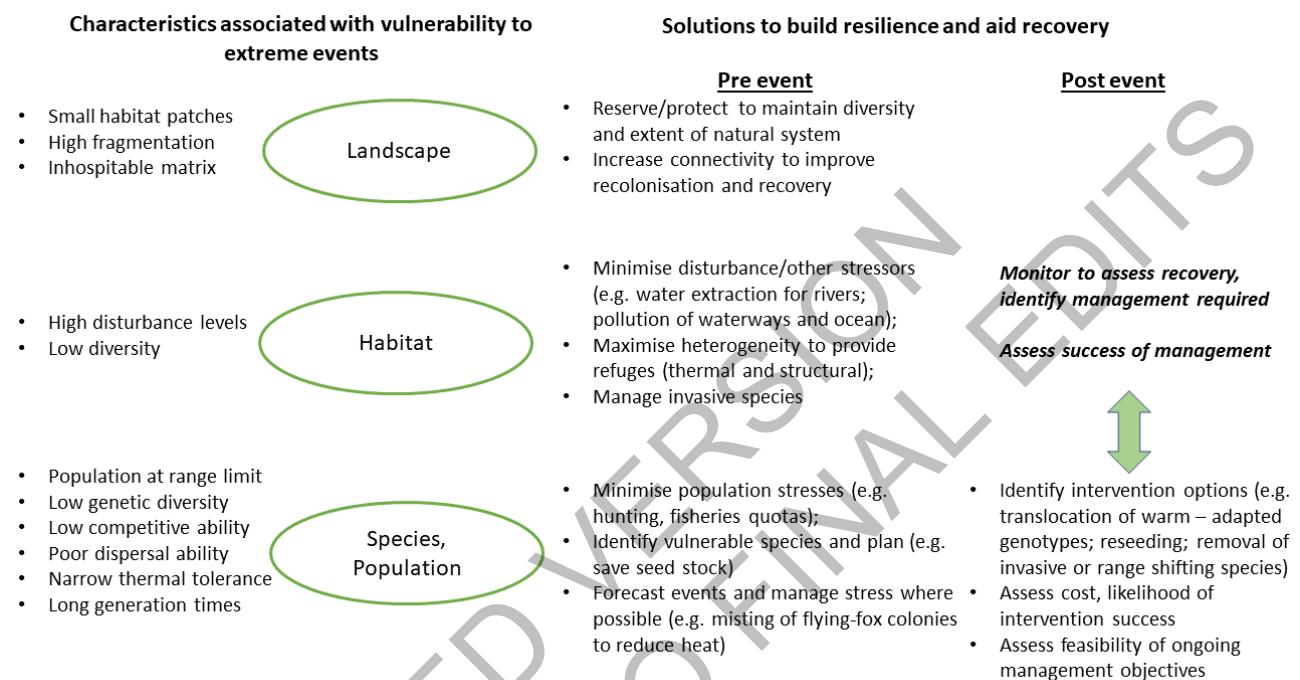 Characteristics associated with vulnerability to
extreme events
Solutions to build resilience and aid recovery
Pre event
Post event
• Small habitat patches
• High fragmentation
• Inhospitable matrix
Landscape
• Reserve/protect to maintain diversity
and extent of natural system
• Increase connectivity to improve
recolonisation and recovery
• High disturbance levels
• Low diversity
Habitat
• Minimise disturbance/other stressors
(e.g. water extraction for rivers;
pollution of waterways and ocean);
• Maximise heterogeneity to provide
refuges (thermal and structural);
• Manage invasive species
Monitor to assess recovery,
identify management required
Assess success of management
• Population at range limit
• Low genetic diversity
• Low competitive ability
• Poor dispersal ability
• Narrow thermal tolerance
• Long generation times
Species,
Population
• Minimise population stresses (e.g.
hunting, fisheries quotas);
• Identify vulnerable species and plan (e.g.
save seed stock)
• Forecast events and manage stress where
possible (e.g. misting of flying-fox colonies
to reduce heat)
• Identify intervention options (e.g.
translocation of warm – adapted
genotypes; reseeding; removal of
invasive or range shifting species)
• Assess cost, likelihood of
intervention success
• Assess feasibility of ongoing
management objectives
ED VERSION
O FINAL EDITS